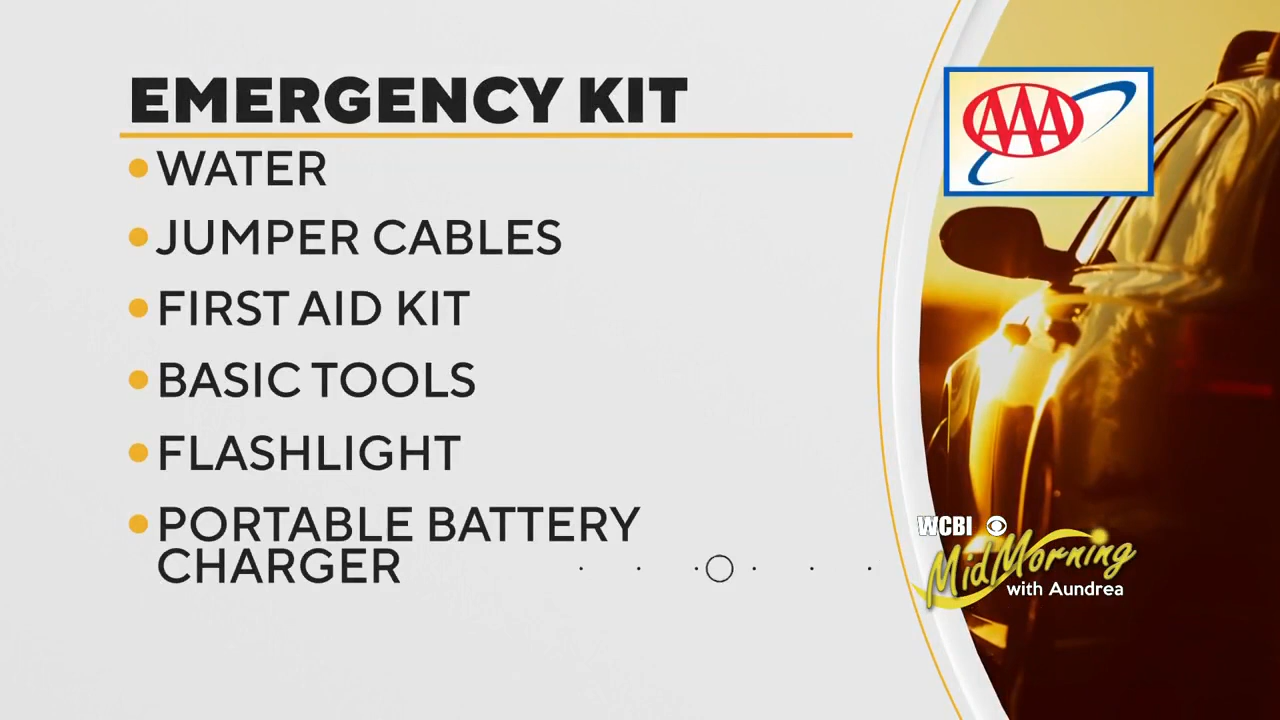 EMERGENCY KIT
WATER
JUMPER CABLES
FIRST AID KIT
BASIC TOOLS
FLASHLIGHT
PORTABLE BATTERY
CHARGER
AAA
WCBI
MidMorning
with Aundrea